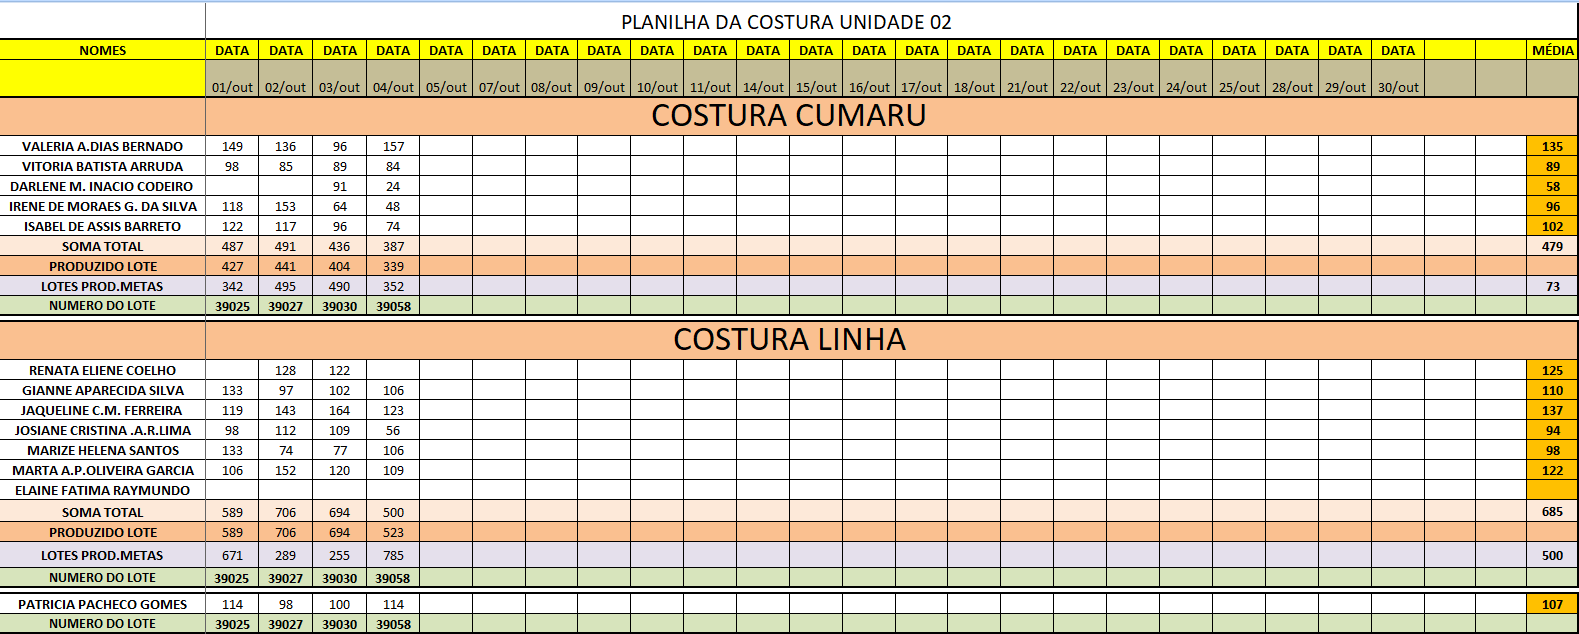 PLANILHA DA COSTURA UNIDADE 02
NOMES DATA DATA DATA DATA DATA DATA DATA DATA DATA DATA DATA DATA DATA DATA DATA DATA DATA DATA DATA DATA DATA DATA DATA MÉDIA
01/out 02/out 03/out 04/out 05/out 07/out 08/out 09/out 10/out 11/out 14/out 15/out 16/out 17/out 18/out 21/out 22/out 23/out 24/out 25/out 28/out 29/out 30/out
COSTURA CUMARU
VALERIA A.DIAS BERNADO 149 136 96 157 135
VITORIA BATISTA ARRUDA 98 85 89 84 89
DARLENE M. INACIO CODEIRO 91 24 58
IRENE DE MORAES G. DA SILVA 118 153 64 48 96
ISABEL DE ASSIS BARRETO 122 117 96 74 102
SOMA TOTAL 487 491 436 387 479
PRODUZIDO LOTE 427 441 404 339
LOTES PROD.METAS 342 495 490 352 73
NUMERO DO LOTE 39025 39027 39030 39058
COSTURA LINHA
RENATA ELIENE COELHO 128 122 125
GIANNE APARECIDA SILVA 133 97 102 106 110
JAQUELINE C.M. FERREIRA 119 143 164 123 137
JOSIANE CRISTINA .A.R.LIMA 98 112 109 56 94
MARIZE HELENA SANTOS 133 74 77 106 98
MARTA A.P.OLIVEIRA GARCIA 106 152 120 109 122
ELAINE FATIMA RAYMUNDO
SOMA TOTAL 589 706 694 500 685
PRODUZIDO LOTE 589 706 694 523
LOTES PROD.METAS 671 289 255 785 500
NUMERO DO LOTE 39025 39027 39030 39058
PATRICIA PACHECO GOMES 114 98 100 114 107
NUMERO DO LOTE 39025 39027 39030 39058